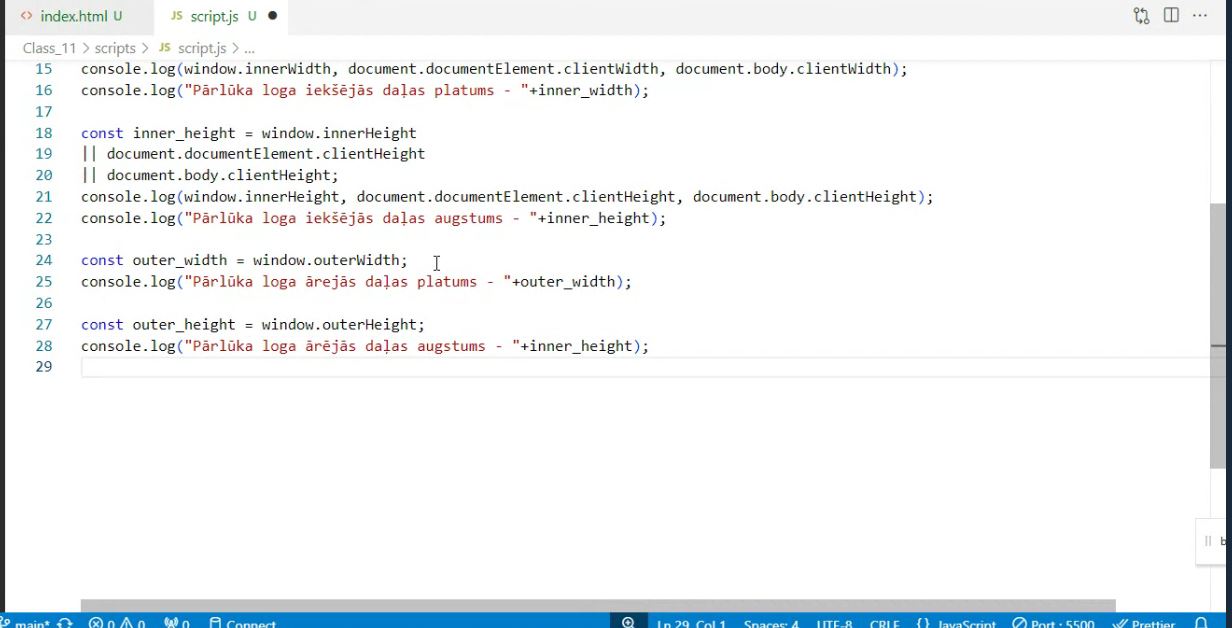 index.html U JS script.js U
Class_11 > scripts > JS script.js > ...
15 console.log(window.innerWidth, document.documentElement.clientWidth, document.body.clientWidth);
16 console.log("Pārlūka loga iekšējās daļas platums - "+inner_width);
17
18 const inner_height = window.innerHeight
19 || document.documentElement.clientHeight
20 || document.body.clientHeight;
21 console.log(window.innerHeight, document.documentElement.clientHeight, document.body.clientHeight);
22 console.log("Pārlūka loga iekšējās daļas augstums - "+inner_height);
23
24 const outer_width = window.outerWidth;
25 console.log("Pārlūka loga ārejās daļas platums - "+outer_width);
26
27 const outer_height = window.outerHeight;
28 console.log("Pārlūka loga ārējās daļas augstums - "+inner_height);
29
main* 0 0 0 Connect Ln 29, Col 1 Spaces: 4 UTF-8 CRLF {} JavaScript Port : 5500 Prettier